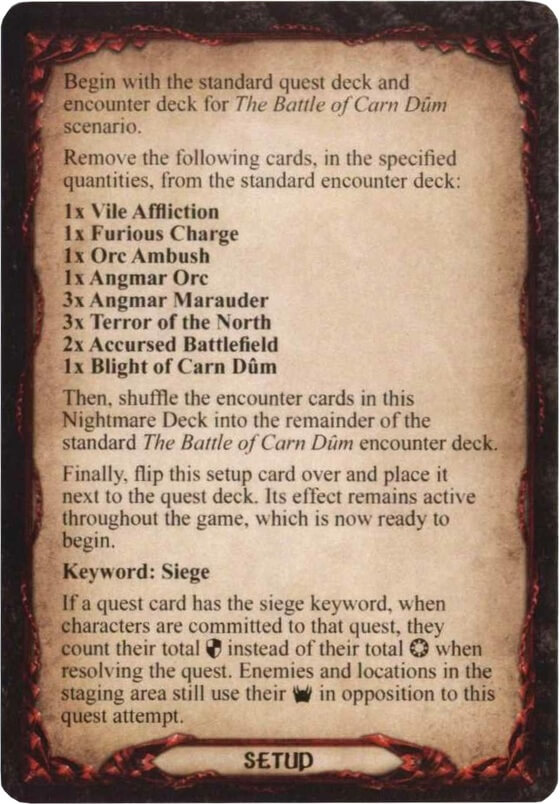 Begin with the standard quest deck and
encounter deck for The Battle of Carn Dûm
scenario.
Remove the following cards, in the specified
quantities, from the standard encounter deck:
1x Vile Affliction
1x Furious Charge
1x Orc Ambush
1x Angmar Orc
3x Angmar Marauder
3x Terror of the North
2x Accursed Battlefield
1x Blight of Carn Dûm
Then, shuffle the encounter cards in this
Nightmare Deck into the remainder of the
standard The Battle of Carn Dûm encounter deck.
Finally, flip this setup card over and place it
next to the quest deck. Its effect remains active
throughout the game, which is now ready to
begin.
Keyword: Siege
If a quest card has the siege keyword, when
characters are committed to that quest, they
count their total instead of their total when
resolving the quest. Enemies and locations in the
staging area still use their in opposition to this
quest attempt.
SETUP